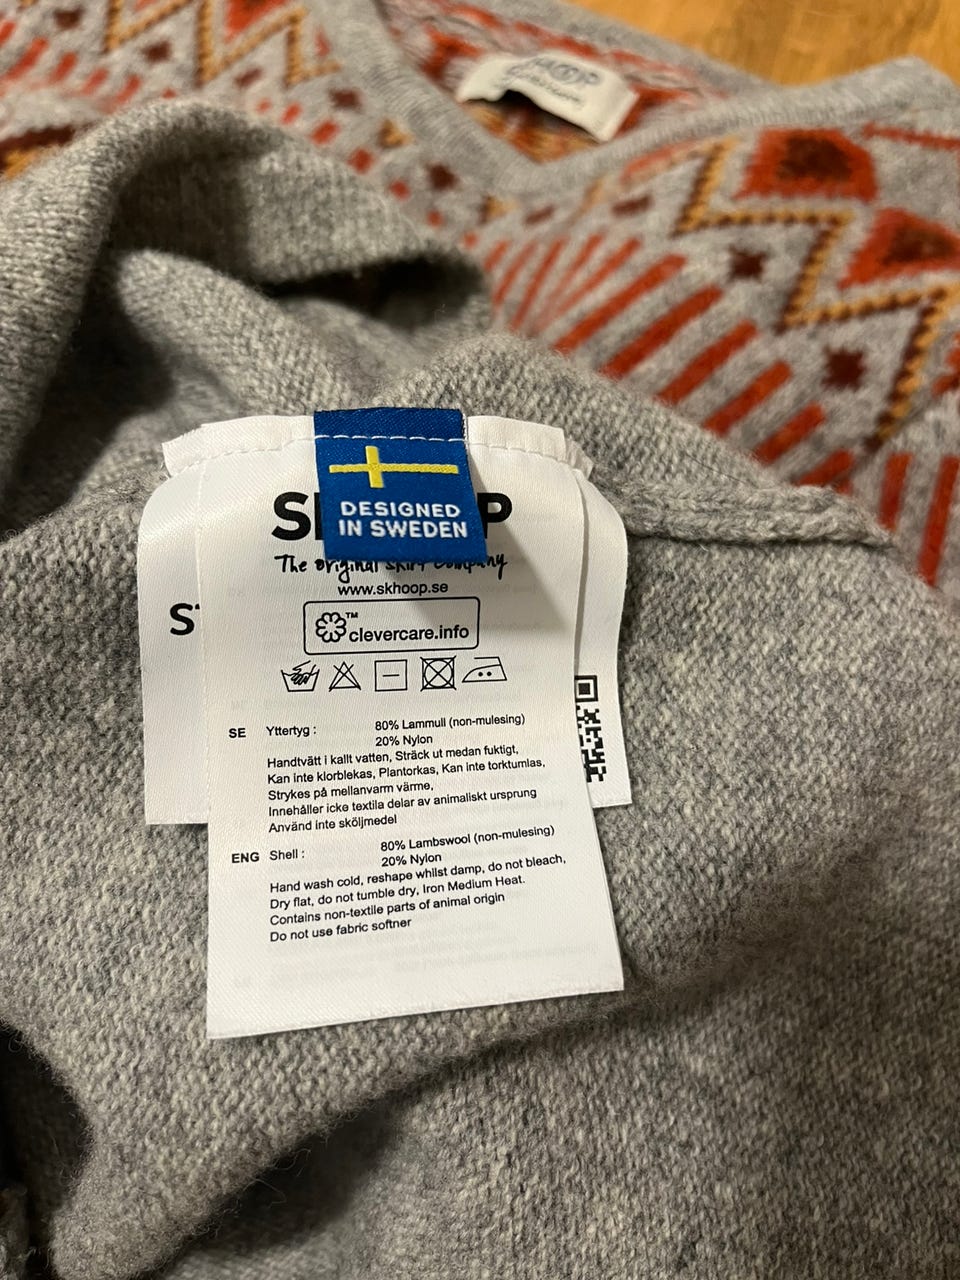 DESIGNED
IN SWEDEN
The original skirt company
www.skhoop.se
TM
clevercare.info
SE Yttertyg : 80% Lammull (non-mulesing)
20% Nylon
Handtvätt i kallt vatten, Sträck ut medan fuktigt,
Kan inte klorblekas, Plantorkas, Kan inte torktumlas,
Strykes på mellanvarm värme,
Innehåller icke textila delar av animaliskt ursprung
Använd inte sköljmedel
ENG Shell : 80% Lambswool (non-mulesing)
20% Nylon
Hand wash cold, reshape whilst damp, do not bleach,
Dry flat, do not tumble dry, Iron Medium Heat.
Contains non-textile parts of animal origin
Do not use fabric softner